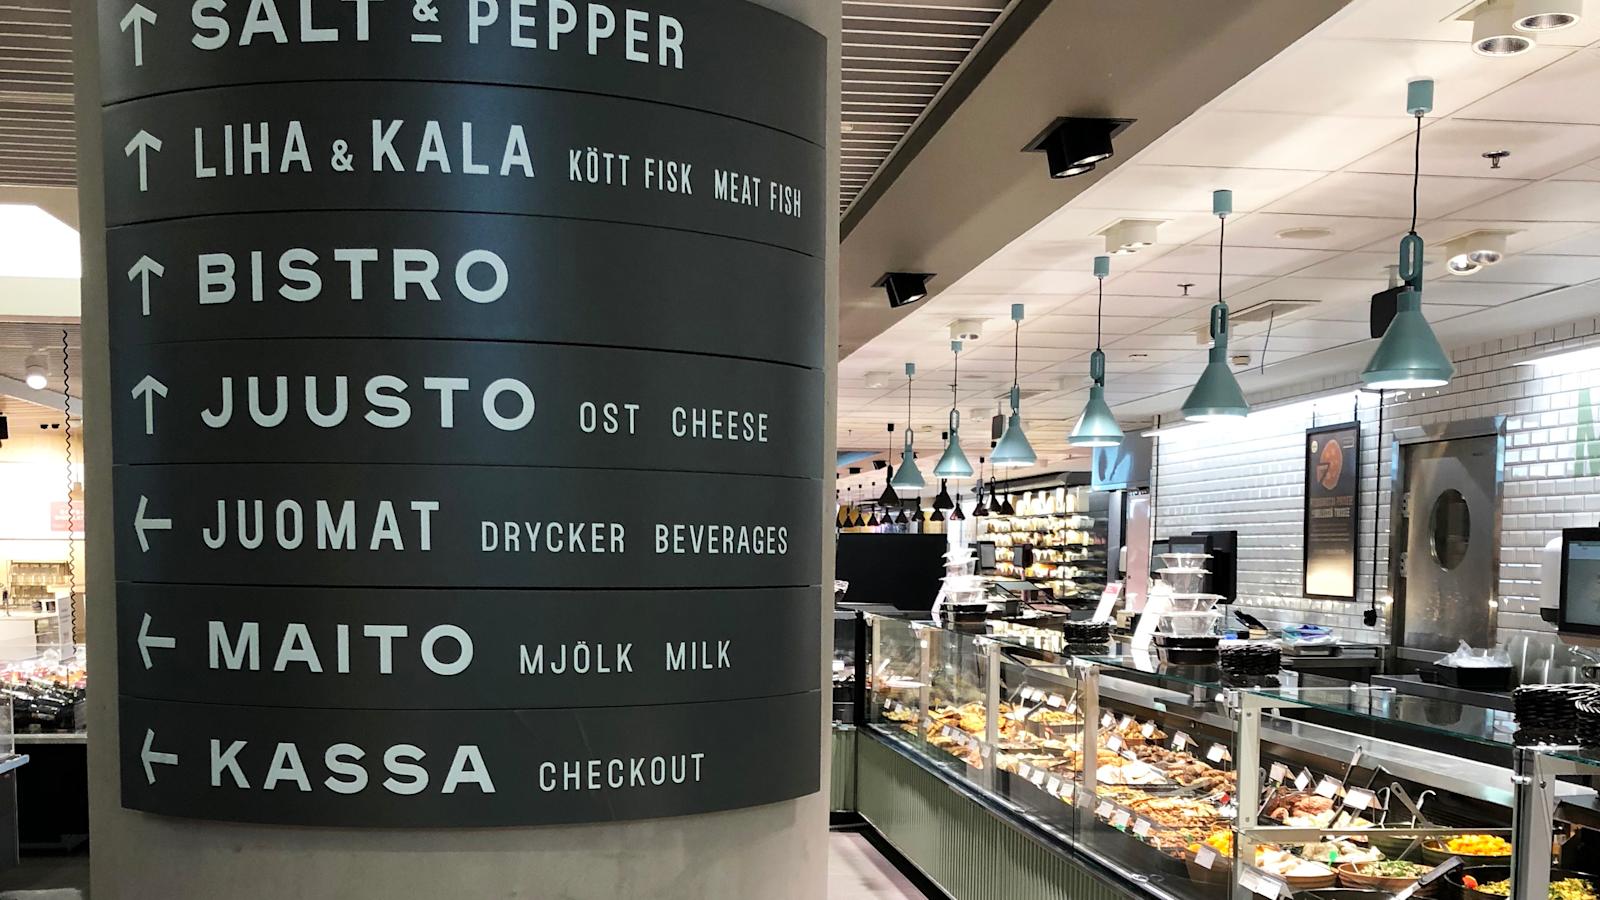 ↑ SALT & PEPPER
↑ LIHA & KALA KÖTT FISK MEAT FISH
↑ BISTRO
↑ JUUSTO OST CHEESE
← JUOMAT DRYCKER BEVERAGES
← MAITO MJÖLK MILK
← KASSA CHECKOUT